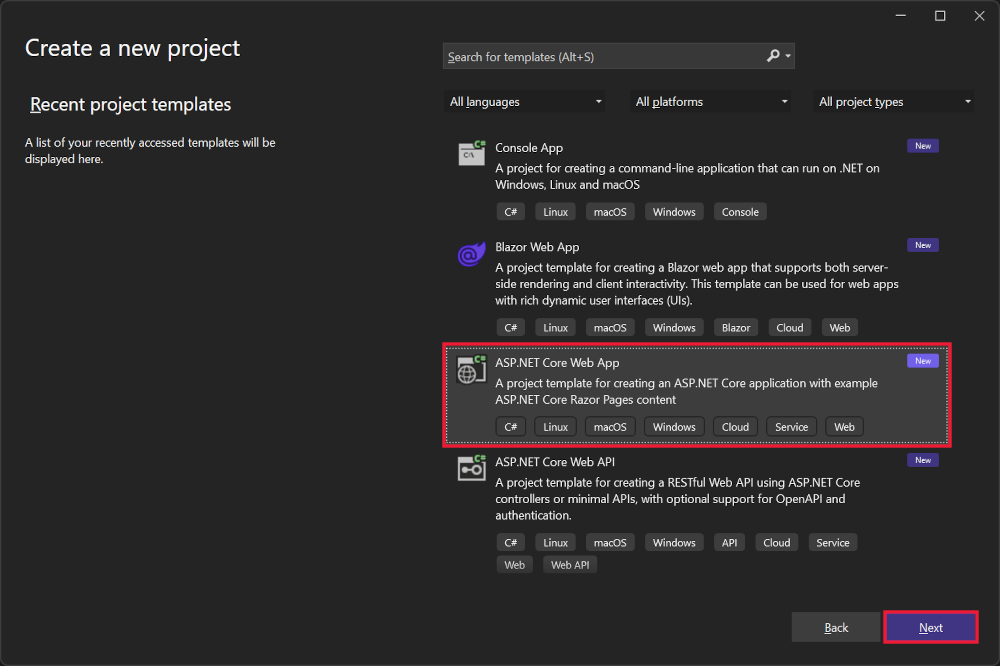 Create a new project
Search for templates (Alt+S)
Recent project templates
All languages
All platforms
All project types
A list of your recently accessed templates will be
displayed here.
Console App
New
A project for creating a command-line application that can run on .NET on
Windows, Linux and macOS
C# Linux macOS Windows Console
Blazor Web App
New
A project template for creating a Blazor web app that supports both server-
side rendering and client interactivity. This template can be used for web apps
with rich dynamic user interfaces (UIs).
C# Linux macOS Windows Blazor Cloud Web
ASP.NET Core Web App
New
A project template for creating an ASP.NET Core application with example
ASP.NET Core Razor Pages content
C# Linux macOS Windows Cloud Service Web
ASP.NET Core Web API
New
A project template for creating a RESTful Web API using ASP.NET Core
controllers or minimal APIs, with optional support for OpenAPI and
authentication.
C# Linux macOS Windows API Cloud Service
Web Web API
Back
Next